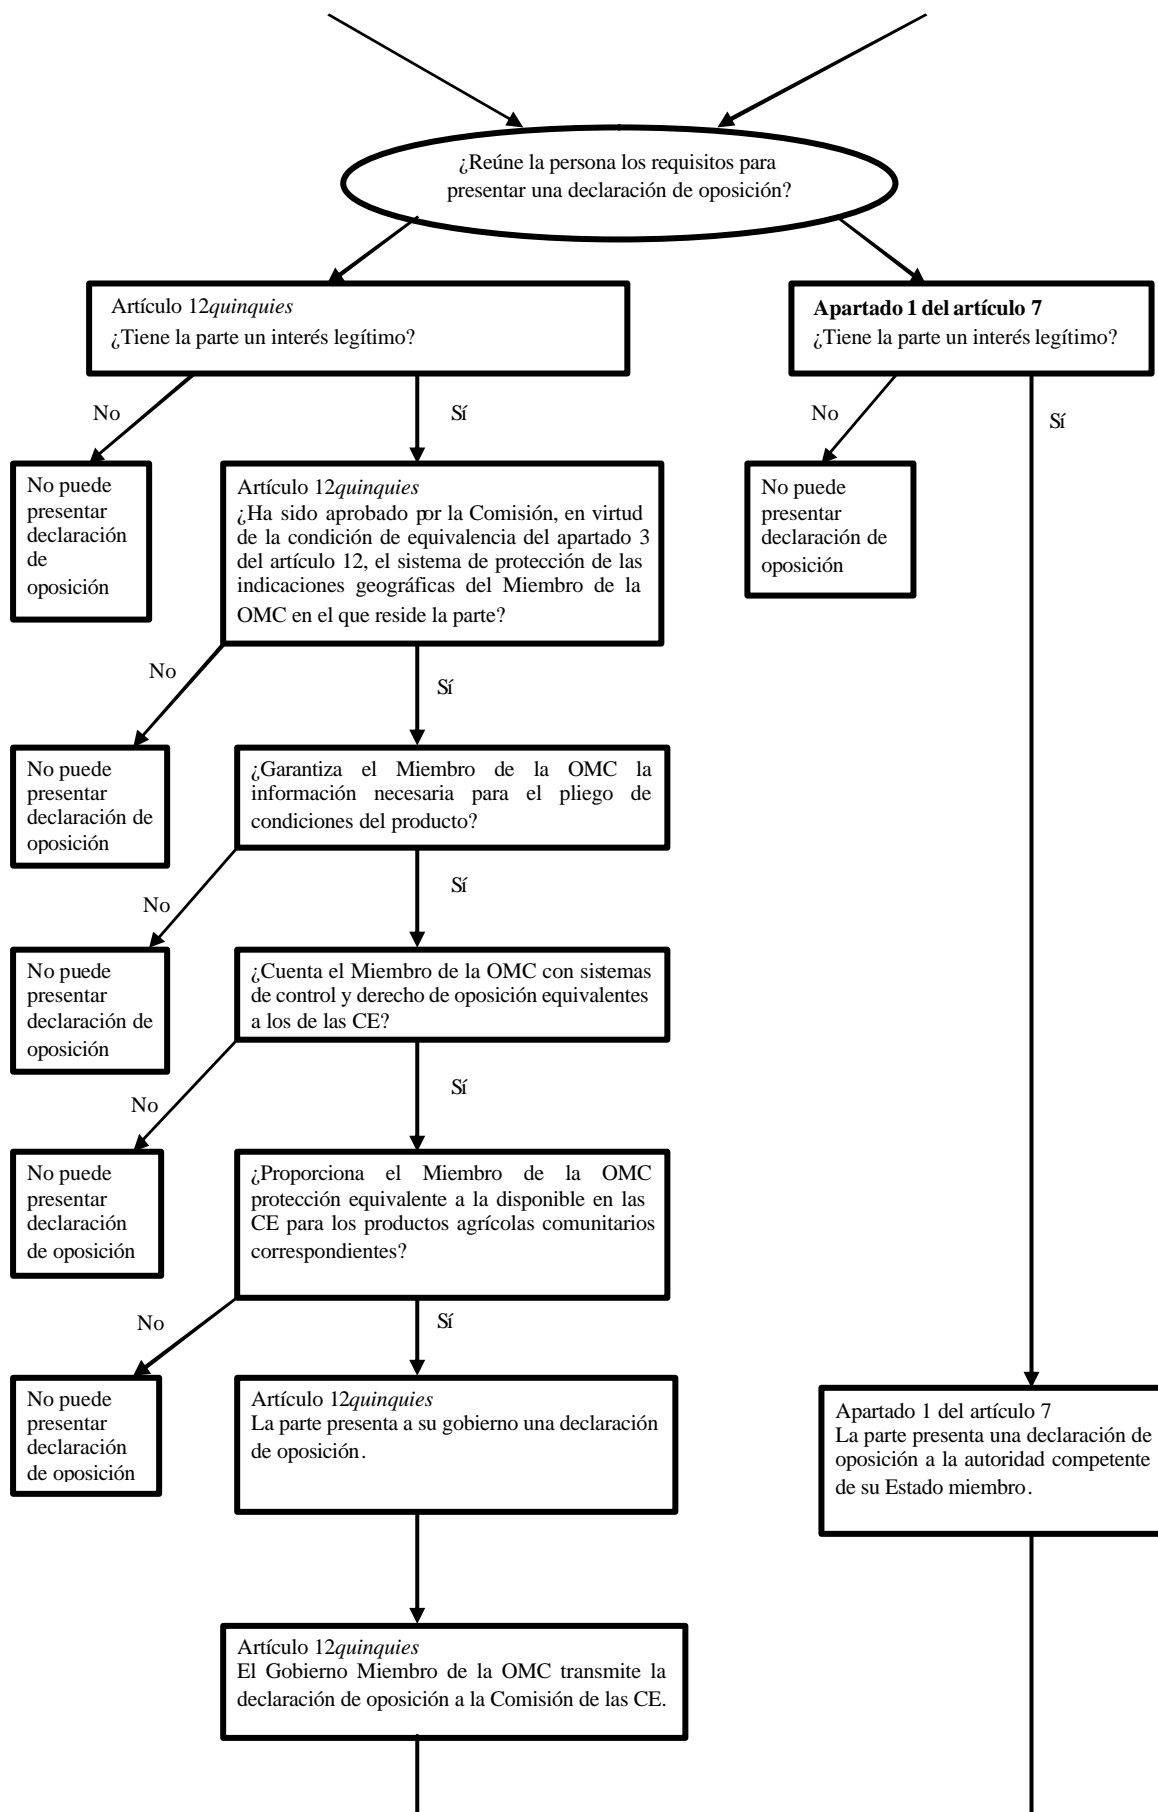 ¿Reúne la persona los requisitos para
presentar una declaración de oposición?
Artículo 12quinquies
¿Tiene la parte un interés legítimo?
Apartado 1 del artículo 7
¿Tiene la parte un interés legítimo?
No
Sí
No
Sí
No puede
presentar
declaración
de
oposición
Artículo 12quinquies
¿Ha sido aprobado por la Comisión, en virtud
de la condición de equivalencia del apartado 3
del artículo 12, el sistema de protección de las
indicaciones geográficas del Miembro de la
OMC en el que reside la parte?
No puede
presentar
declaración de
oposición
No
Sí
No puede
presentar
declaración de
oposición
¿Garantiza el Miembro de la OMC la
información necesaria para el pliego de
condiciones del producto?
No
Sí
No puede
presentar
declaración de
oposición
¿Cuenta el Miembro de la OMC con sistemas
de control y derecho de oposición equivalentes
a los de las CE?
No
Sí
No puede
presentar
declaración
de oposición
¿Proporciona el Miembro de la OMC
protección equivalente a la disponible en las
CE para los productos agrícolas comunitarios
correspondientes?
No
Sí
No puede
presentar
declaración
de oposición
Artículo 12quinquies
La parte presenta a su gobierno una declaración
de oposición.
Apartado 1 del artículo 7
La parte presenta una declaración de
oposición a la autoridad competente
de su Estado miembro.
Artículo 12quinquies
El Gobierno Miembro de la OMC transmite la
declaración de oposición a la Comisión de las CE.